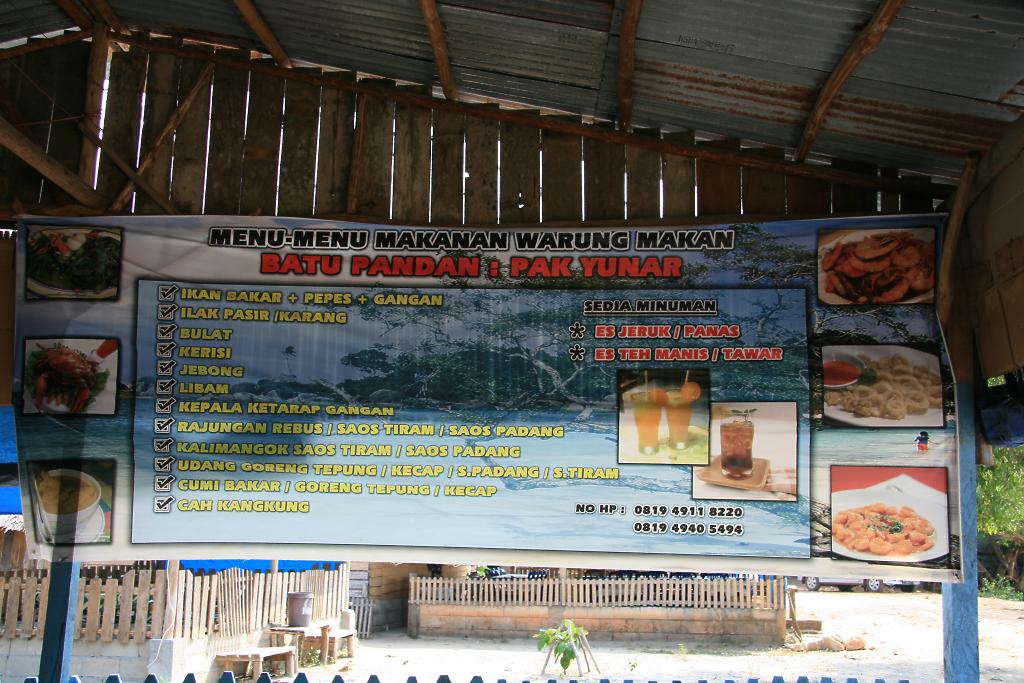 MENU-MENU MAKANAN WARUNG MAKAN
BATU PANDAN : PAK YUNAR
IKAN BAKAR + PEPES + GANGAN
ILAK PASIR /KARANG
BULAT
KERISI
JEBONG
LIBAM
KEPALA KETARAP GANGAN
RAJUNGAN REBUS / SAOS TIRAM / SAOS PADANG
KALIMANGOK SAOS TIRAM / SAOS PADANG
UDANG GORENG TEPUNG / KECAP / S.PADANG / S.TIRAM
CUMI BAKAR / GORENG TEPUNG / KECAP
CAH KANGKUNG
SEDIA MINUMAN
* ES JERUK / PANAS
* ES TEH MANIS / TAWAR
NO HP : 0819 4911 8220
0819 4940 5494